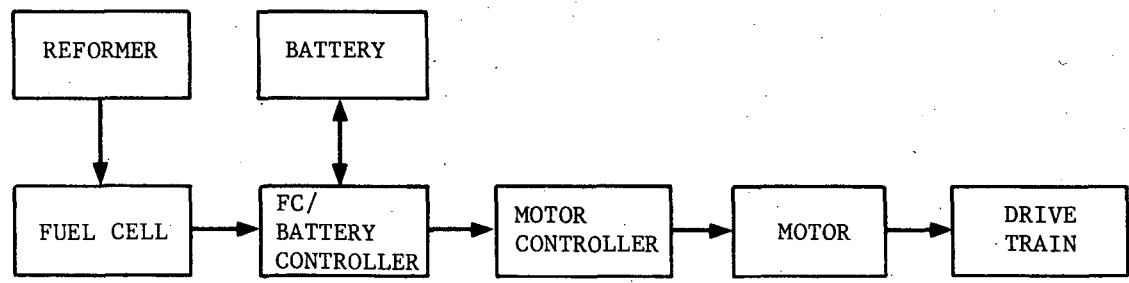 REFORMER
BATTERY
FUEL CELL
FC/
BATTERY
CONTROLLER
MOTOR
CONTROLLER
MOTOR
DRIVE
TRAIN